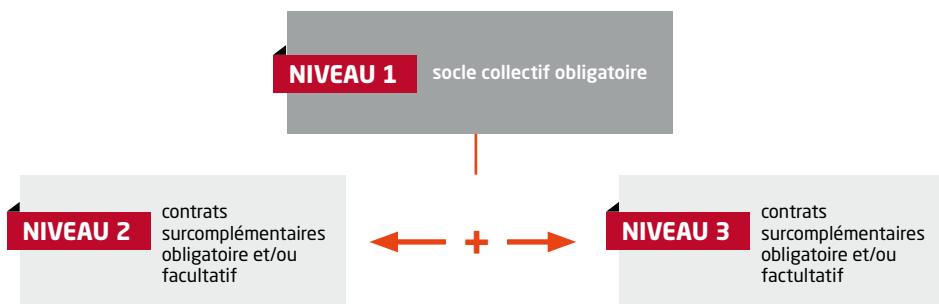 NIVEAU 1
socle collectif obligatoire
NIVEAU 2
contrats
surcomplémentaires
obligatoire et/ou
facultatif
+
NIVEAU 3
contrats
surcomplémentaires
obligatoire et/ou
factultatif